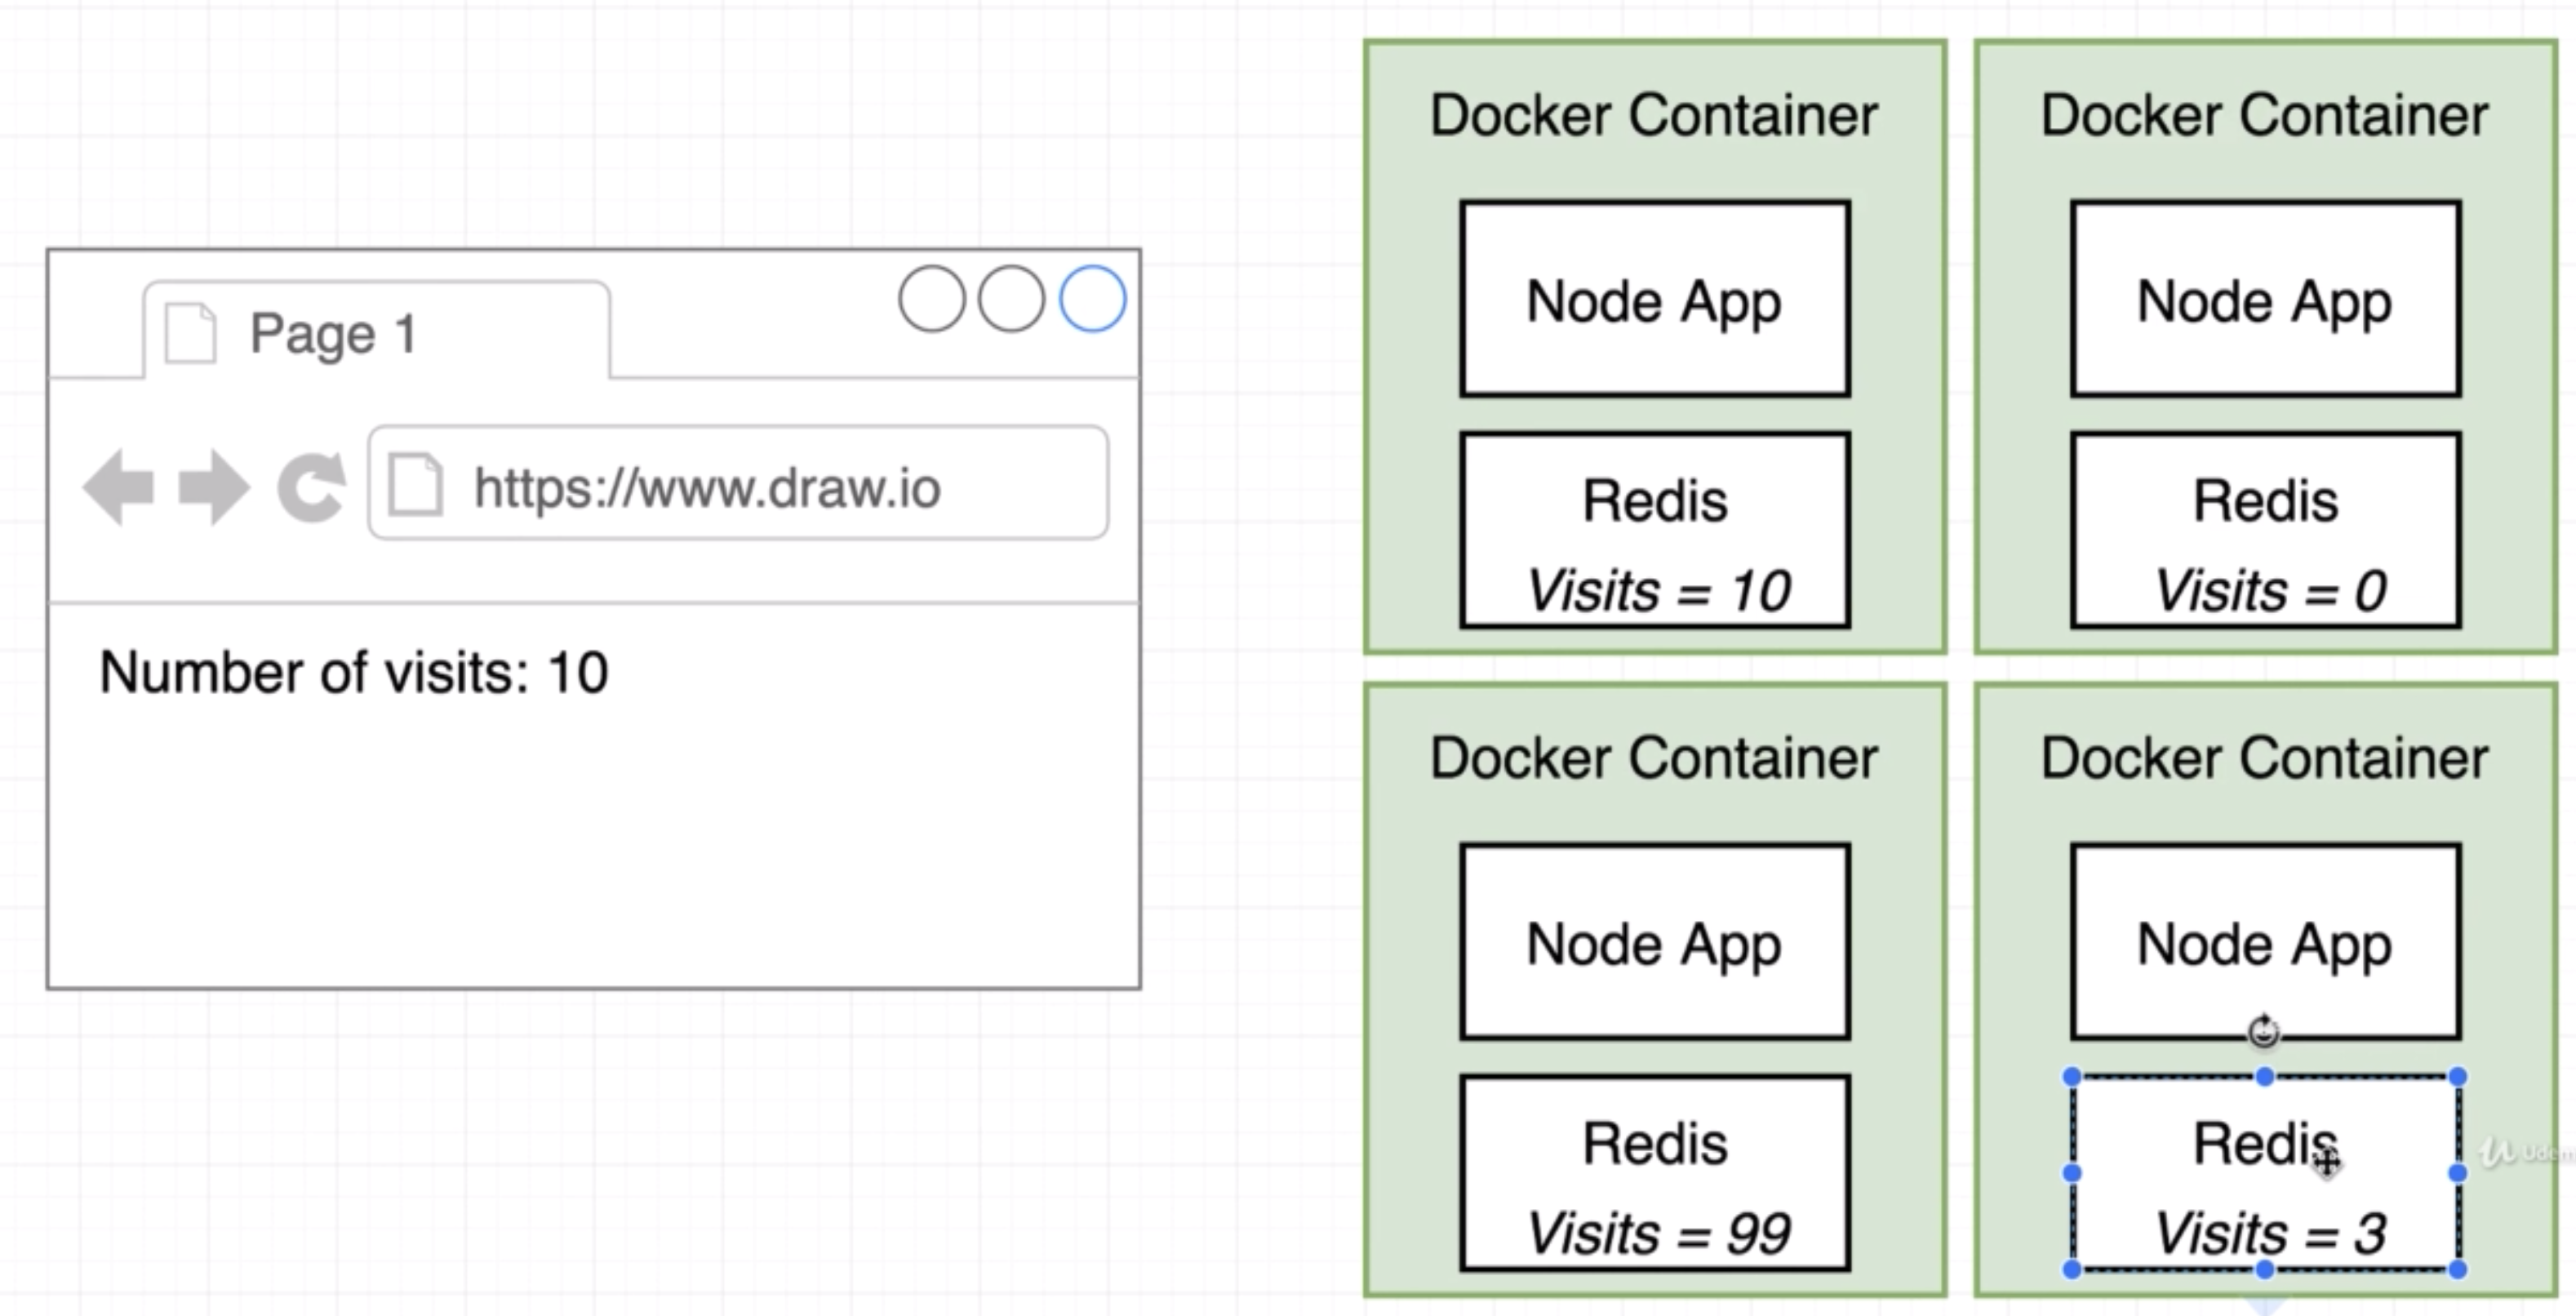 Page 1
https://www.draw.io
Number of visits: 10
Docker Container
Node App
Redis
Visits = 10
Docker Container
Node App
Redis
Visits = 0
Docker Container
Node App
Redis
Visits = 99
Docker Container
Node App
Redis
Visits = 3